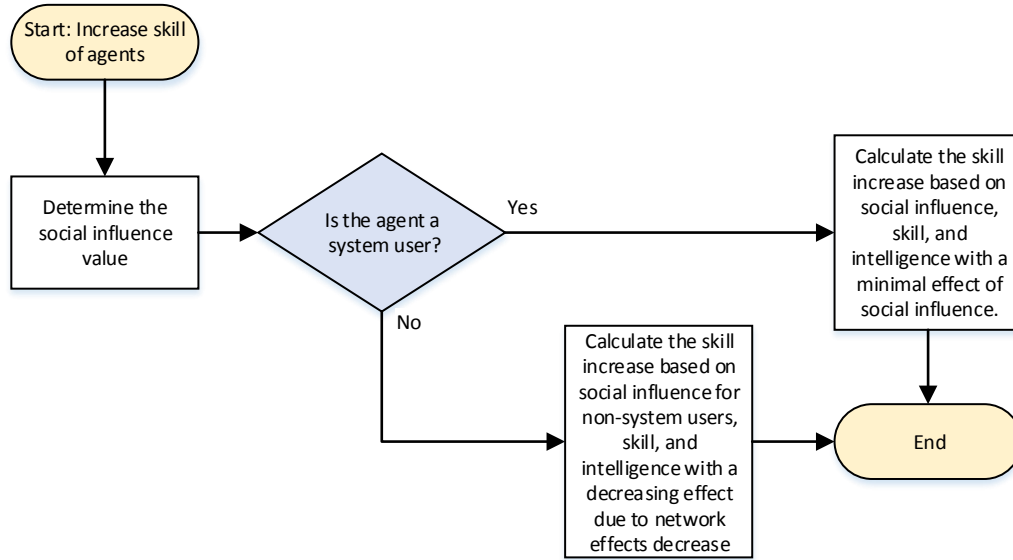 Start: Increase skill
of agents
Determine the
social influence
value
Is the agent a
system user?
Yes
Calculate the skill
increase based on
social influence,
skill, and
intelligence with a
minimal effect of
social influence.
No
Calculate the skill
increase based on
social influence for
non-system users,
skill, and
intelligence with a
decreasing effect
due to network
effects decrease
End